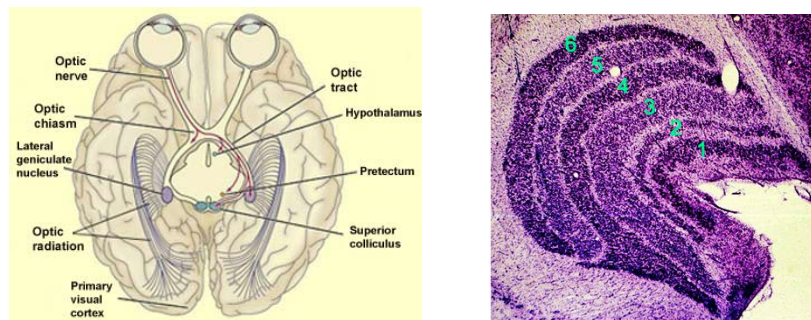 Optic
nerve
Optic
chiasm
Lateral
geniculate
nucleus
Optic
radiation
Primary
visual
cortex
Optic
tract
Hypothalamus
Pretectum
Superior
colliculus
6
5
4
3
2
1